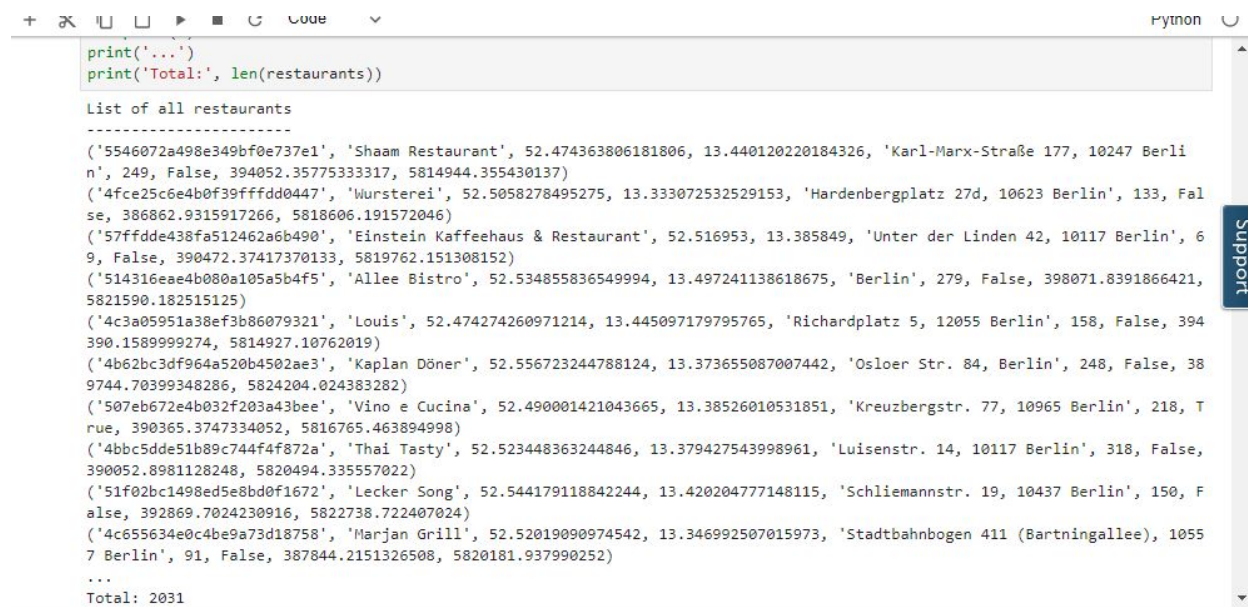 Code
Python
print('...')
print('Total:', len(restaurants))
List of all restaurants
-----------------------
('5546072a498e349bf0e737e1', 'Shaam Restaurant', 52.474363806181806, 13.440120220184326, 'Karl-Marx-Straße 177, 10247 Berli
n', 249, False, 394052.35775333317, 5814944.355430137)
('4fce25c6e4b0f39fffdd0447', 'Wursterei', 52.5058278495275, 13.333072532529153, 'Hardenbergplatz 27d, 10623 Berlin', 133, Fal
se, 386862.9315917266, 5818606.191572046)
('57ffdde438fa512462a6b490', 'Einstein Kaffeehaus & Restaurant', 52.516953, 13.385849, 'Unter der Linden 42, 10117 Berlin', 6
9, False, 390472.37417370133, 5819762.151308152)
('514316eae4b080a105a5b4f5', 'Allee Bistro', 52.534855836549994, 13.497241138618675, 'Berlin', 279, False, 398071.8391866421,
5821590.182515125)
('4c3a05951a38ef3b86079321', 'Louis', 52.474274260971214, 13.445097179795765, 'Richardplatz 5, 12055 Berlin', 158, False, 394
390.1589999274, 5814927.10762019)
('4b62bc3df964a520b4502ae3', 'Kaplan Döner', 52.556723244788124, 13.373655087007442, 'Osloer Str. 84, Berlin', 248, False, 38
9744.70399348286, 5824204.024383282)
('507eb672e4b032f203a43bee', 'Vino e Cucina', 52.490001421043665, 13.38526010531851, 'Kreuzbergstr. 77, 10965 Berlin', 218, T
rue, 390365.3747334052, 5816765.463894998)
('4bbc5dde51b89c744f4f872a', 'Thai Tasty', 52.523448363244846, 13.379427543998961, 'Luisenstr. 14, 10117 Berlin', 318, False,
390052.8981128248, 5820494.335557022)
('51f02bc1498ed5e8bd0f1672', 'Lecker Song', 52.544179118842244, 13.420204777148115, 'Schliemannstr. 19, 10437 Berlin', 150, F
alse, 392869.7024230916, 5822738.722407024)
('4c655634e0c4be9a73d18758', 'Marjan Grill', 52.52019090974542, 13.346992507015973, 'Stadtbahnbogen 411 (Bartningallee), 1055
7 Berlin', 91, False, 387844.2151326508, 5820181.937990252)
...
Total: 2031
Support